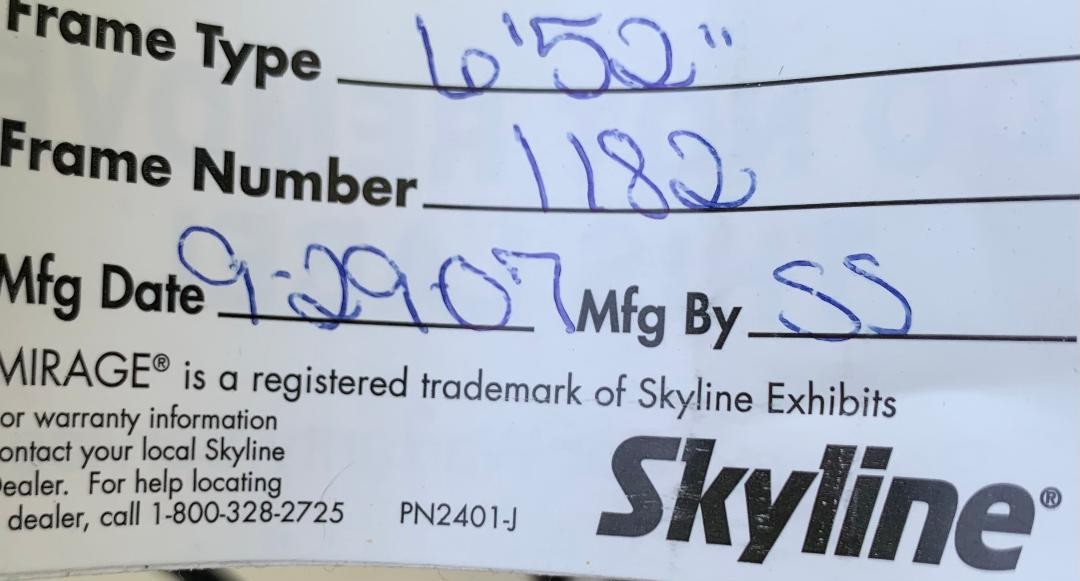 Frame Type 6'52"
Frame Number 1182
Mfg Date 9-29-07 Mfg By SS
MIRAGE® is a registered trademark of Skyline Exhibits
or warranty information
ontact your local Skyline
ealer. For help locating
dealer, call 1-800-328-2725 PN2401-J
Skyline®